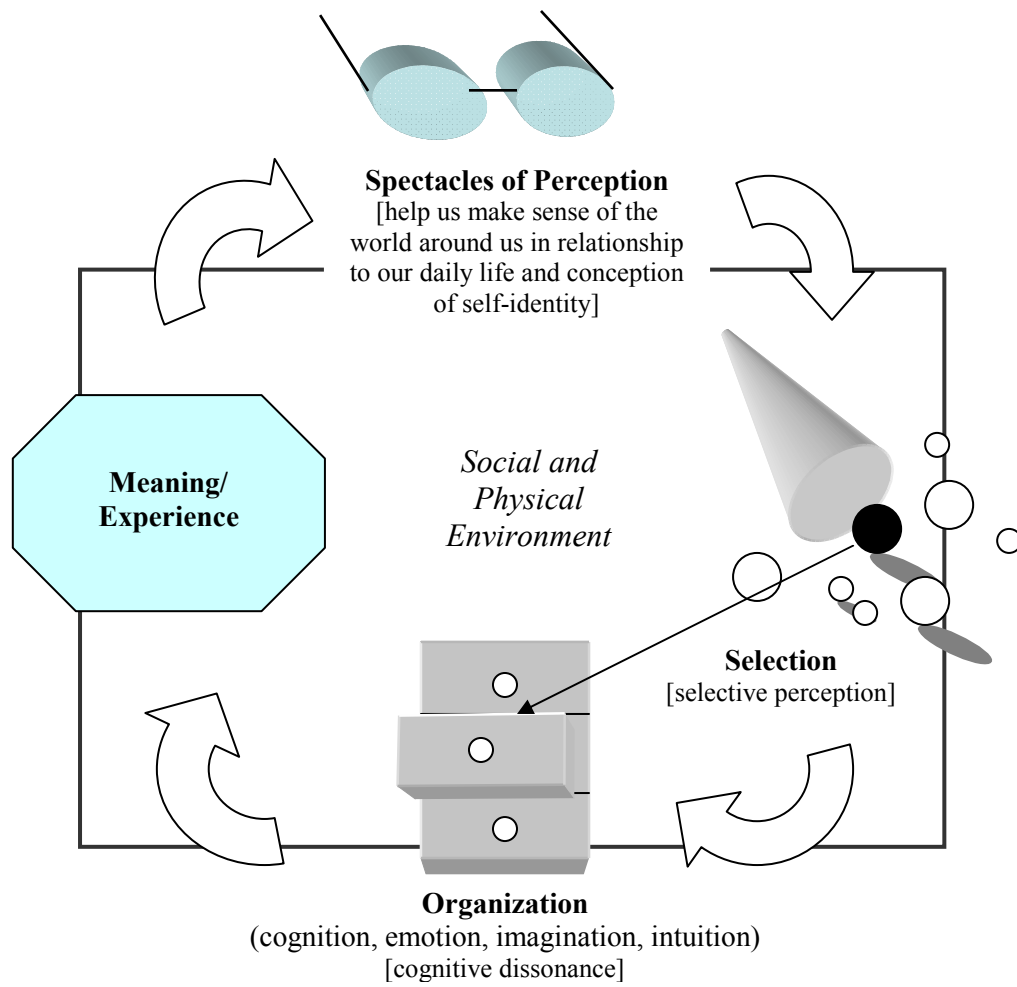 Spectacles of Perception
[help us make sense of the
world around us in relationship
to our daily life and conception
of self-identity]
Meaning/
Experience
Social and
Physical
Environment
Selection
[selective perception]
Organization
(cognition, emotion, imagination, intuition)
[cognitive dissonance]